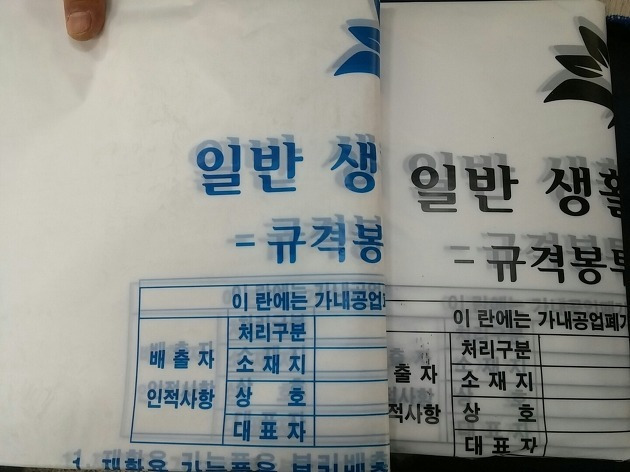 일반 생
= 규격봉
이 란에는 가내공업
배 출 자
인적사항
처리구분
소 재 지
상 호
대 표 자
일반 생활
= 규격봉투
이 란에는 가내공업폐기
출 자
적사항
처리구분
소 재 지
상 호
대 표 자